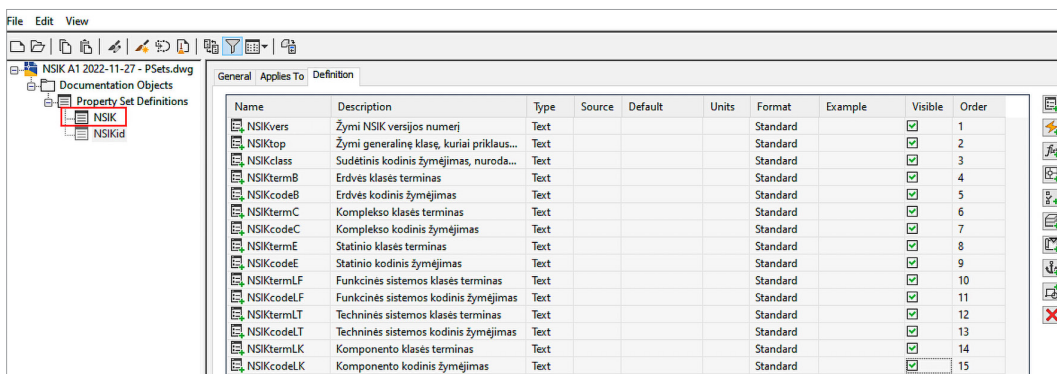 File Edit View
NSIK A1 2022-11-27 - PSets.dwg
Documentation Objects
Property Set Definitions
NSIK
NSIKid
General Applies To Definition
Name Description Type Source Default Units Format Example Visible Order
NSIKvers Žymi NSIK versijos numerį Text Standard 1
NSIKtop Žymi generalinę klasę, kuriai priklaus... Text Standard 2
NSIKclass Sudėtinis kodinis žymėjimas, nuroda... Text Standard 3
NSIKtermB Erdvės klasės terminas Text Standard 4
NSIKcodeB Erdvės kodinis žymėjimas Text Standard 5
NSIKtermC Komplekso klasės terminas Text Standard 6
NSIKcodeC Komplekso kodinis žymėjimas Text Standard 7
NSIKtermE Statinio klasės terminas Text Standard 8
NSIKcodeE Statinio kodinis žymėjimas Text Standard 9
NSIKtermLF Funkcinės sistemos klasės terminas Text Standard 10
NSIKcodeLF Funkcinės sistemos kodinis žymėjimas Text Standard 11
NSIKtermLT Techninės sistemos klasės terminas Text Standard 12
NSIKcodeLT Techninės sistemos kodinis žymėjimas Text Standard 13
NSIKtermLK Komponento klasės terminas Text Standard 14
NSIKcodeLK Komponento kodinis žymėjimas Text Standard 15